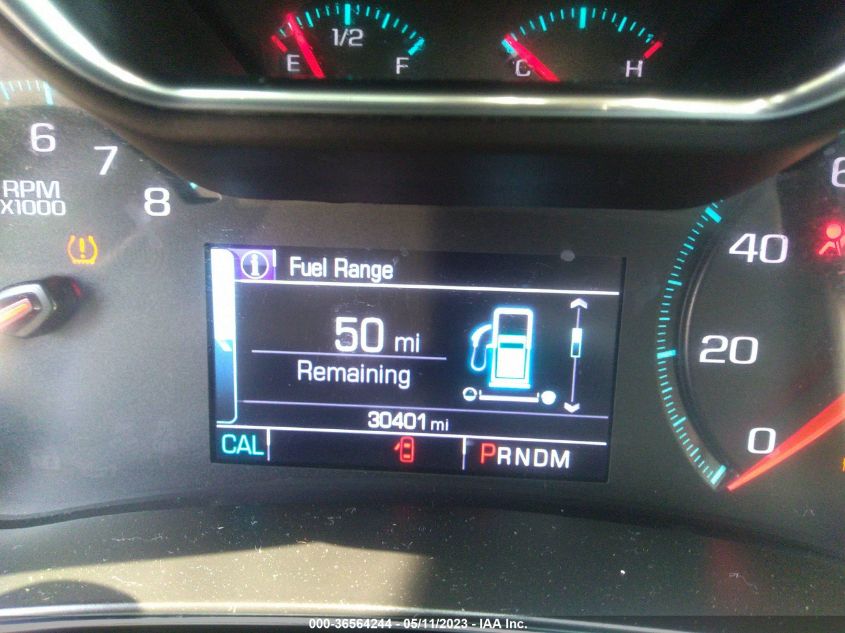 1/2
E F
C H
6
7
8
RPM
X1000
Fuel Range
50 mi
Remaining
30401 mi
CAL
PRNDM
6
40
20
0
000-36564244 - 05/11/2023 - IAA Inc.